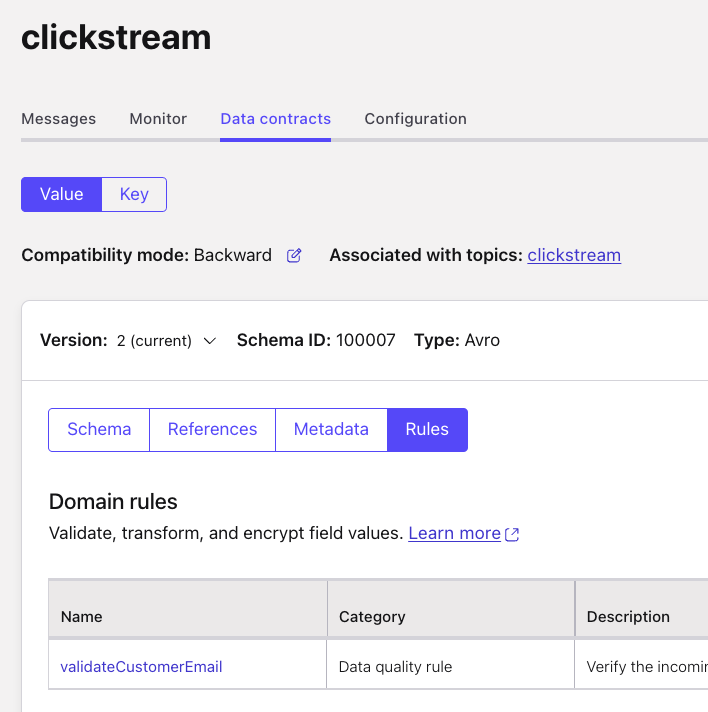 clickstream
Messages Monitor Data contracts Configuration
Value Key
Compatibility mode: Backward Associated with topics: clickstream
Version: 2 (current) Schema ID: 100007 Type: Avro
Schema References Metadata Rules
Domain rules
Validate, transform, and encrypt field values. Learn more
Name Category Description
validateCustomerEmail Data quality rule Verify the